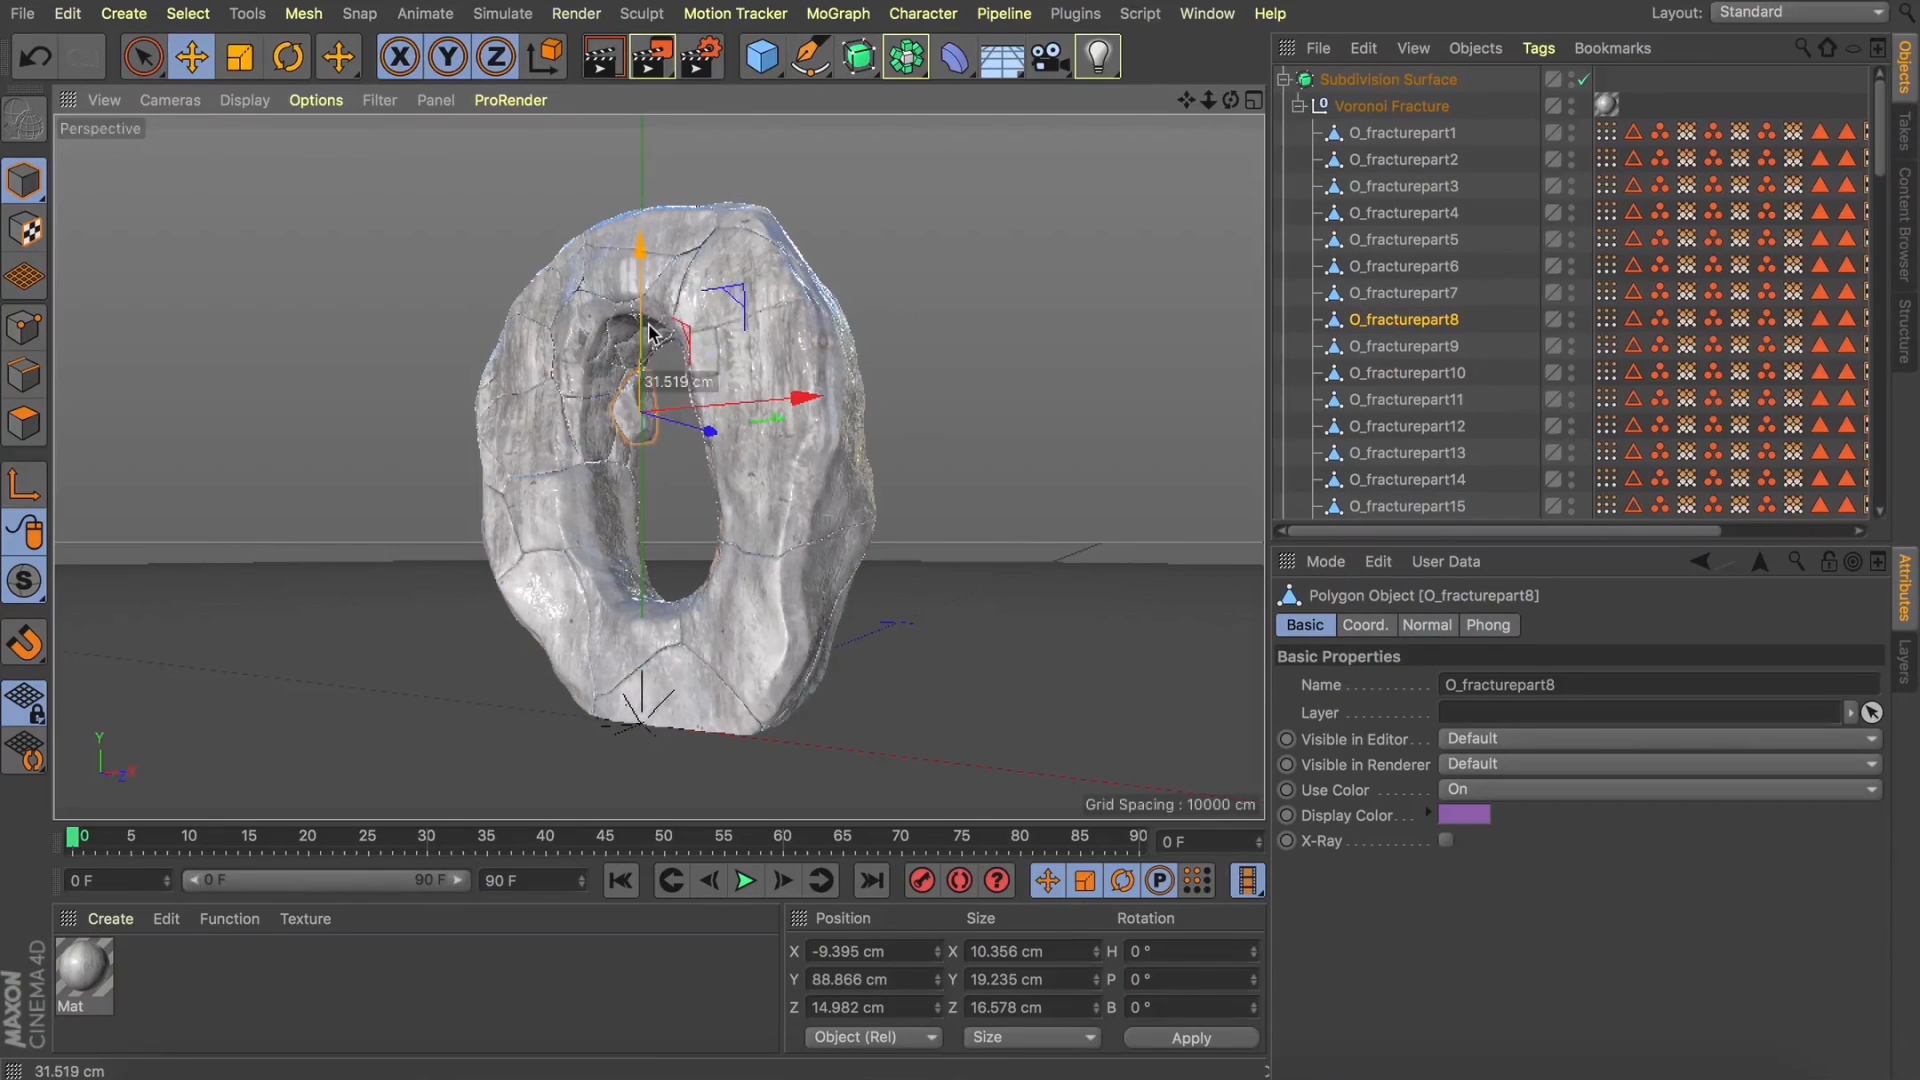 File Edit Create Select Tools Mesh Snap Animate Simulate Render Sculpt Motion Tracker MoGraph Character Pipeline Plugins Script Window Help Layout: Standard
X Y Z
File Edit View Objects Tags Bookmarks
View Cameras Display Options Filter Panel ProRender
Perspective
Subdivision Surface
Voronoi Fracture
O_fracturepart1
O_fracturepart2
O_fracturepart3
O_fracturepart4
O_fracturepart5
O_fracturepart6
O_fracturepart7
O_fracturepart8
O_fracturepart9
O_fracturepart10
O_fracturepart11
O_fracturepart12
O_fracturepart13
O_fracturepart14
O_fracturepart15
Objects
Takes
Content Browser
Structure
31.519 cm
Y
X
Z
Grid Spacing : 10000 cm
Mode Edit User Data
Polygon Object [O_fracturepart8]
Basic Coord. Normal Phong
Basic Properties
Name O_fracturepart8
Layer
Visible in Editor Default
Visible in Renderer Default
Use Color On
Display Color
X-Ray
Attributes
Layers
0 5 10 15 20 25 30 35 40 45 50 55 60 65 70 75 80 85 90 0 F
0 F 0 F 90 F 90 F
Create Edit Function Texture
Mat
MAXON
CINEMA 4D
Position Size Rotation
X -9.395 cm X 10.356 cm H 0 °
Y 88.866 cm Y 19.235 cm P 0 °
Z 14.982 cm Z 16.578 cm B 0 °
Object (Rel) Size Apply
31.519 cm